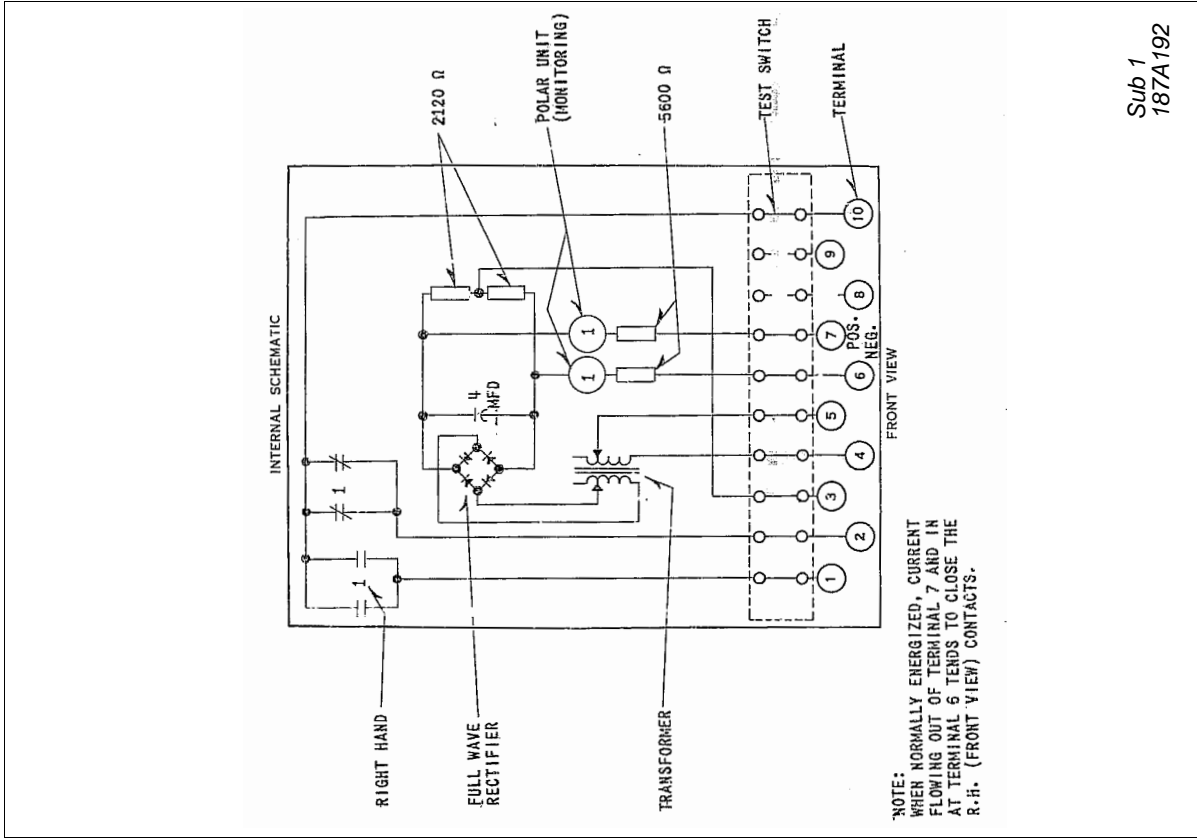 INTERNAL SCHEMATIC
RIGHT HAND
1
1
FULL WAVE
RECTIFIER
4
MFD
2120 Ω
POLAR UNIT
(MONITORING)
1
1
5600 Ω
TRANSFORMER
TEST SWITCH
TERMINAL
1
2
3
4
5
6
7
8
9
10
POS.
NEG.
FRONT VIEW
NOTE:
WHEN NORMALLY ENERGIZED, CURRENT
FLOWING OUT OF TERMINAL 7 AND IN
AT TERMINAL 6 TENDS TO CLOSE THE
R.H. (FRONT VIEW) CONTACTS.
Sub 1
187A192